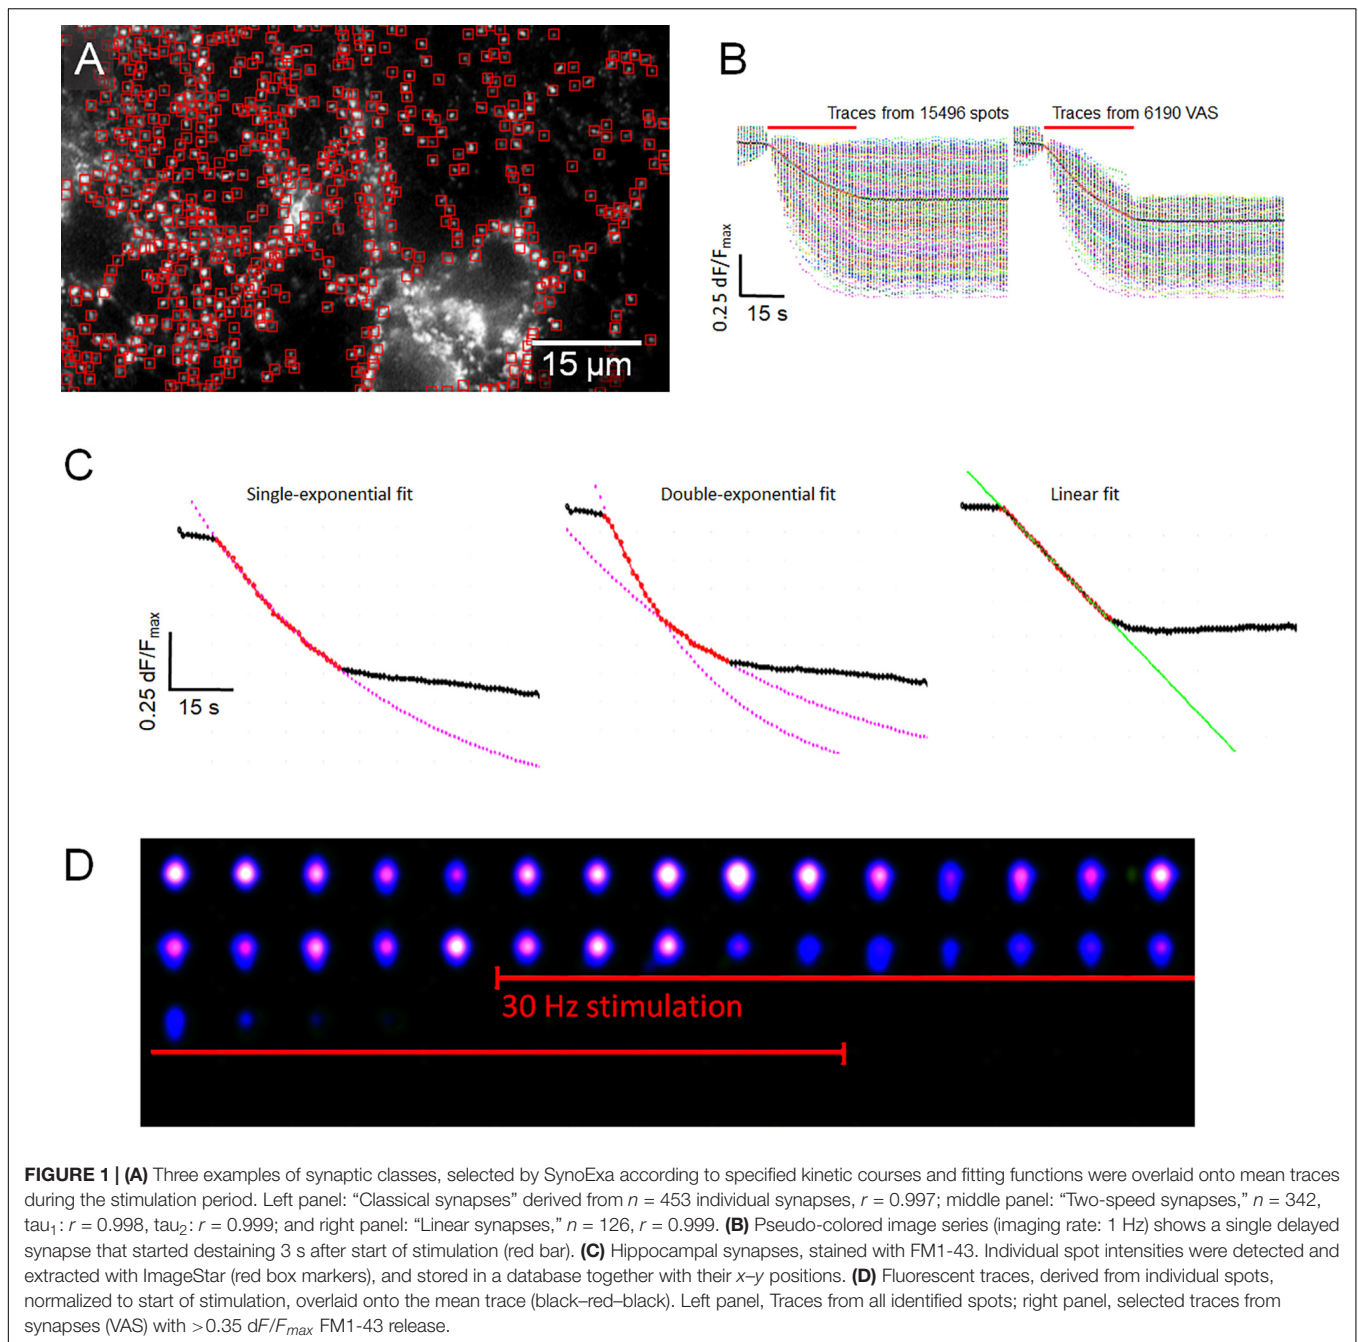 A
15 µm
B
Traces from 15496 spots
Traces from 6190 VAS
0.25 dF/Fmax
15 s
C
Single-exponential fit
Double-exponential fit
Linear fit
0.25 dF/Fmax
15 s
D
30 Hz stimulation
FIGURE 1 | (A) Three examples of synaptic classes, selected by SynoExa according to specified kinetic courses and fitting functions were overlaid onto mean traces
during the stimulation period. Left panel: “Classical synapses” derived from n = 453 individual synapses, r = 0.997; middle panel: “Two-speed synapses,” n = 342,
tau1: r = 0.998, tau2: r = 0.999; and right panel: “Linear synapses,” n = 126, r = 0.999. (B) Pseudo-colored image series (imaging rate: 1 Hz) shows a single delayed
synapse that started destaining 3 s after start of stimulation (red bar). (C) Hippocampal synapses, stained with FM1-43. Individual spot intensities were detected and
extracted with ImageStar (red box markers), and stored in a database together with their x–y positions. (D) Fluorescent traces, derived from individual spots,
normalized to start of stimulation, overlaid onto the mean trace (black–red–black). Left panel, Traces from all identified spots; right panel, selected traces from
synapses (VAS) with >0.35 dF/Fmax FM1-43 release.